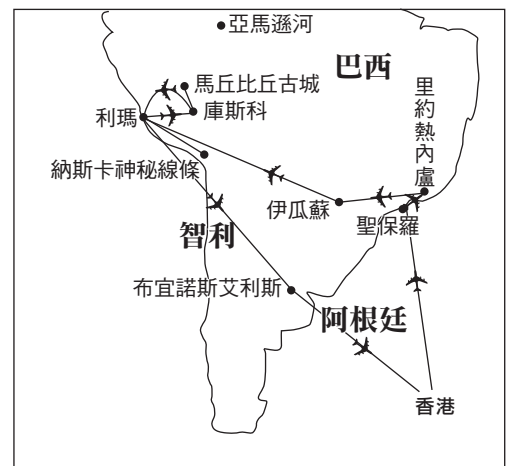 亞馬遜河
巴西
馬丘比丘古城
里約熱內盧
庫斯科
利瑪
納斯卡神秘線條
伊瓜蘇
聖保羅
智利
布宜諾斯艾利斯
阿根廷
香港